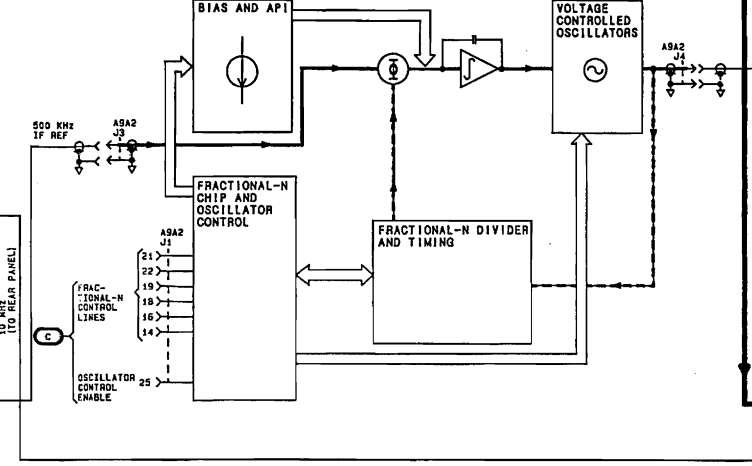 BIAS AND API
VOLTAGE
CONTROLLED
OSCILLATORS
A9A2
J4
500 KHz
IF REF
A9A2
J3
Φ
∫
FRACTIONAL-N
CHIP AND
OSCILLATOR
CONTROL
FRACTIONAL-N DIVIDER
AND TIMING
A9A2
J1
21
22
19
18
16
14
FRAC-
TIONAL-N
CONTROL
LINES
C
OSCILLATOR
CONTROL
ENABLE
25
10 MHz
(TO REAR PANEL)